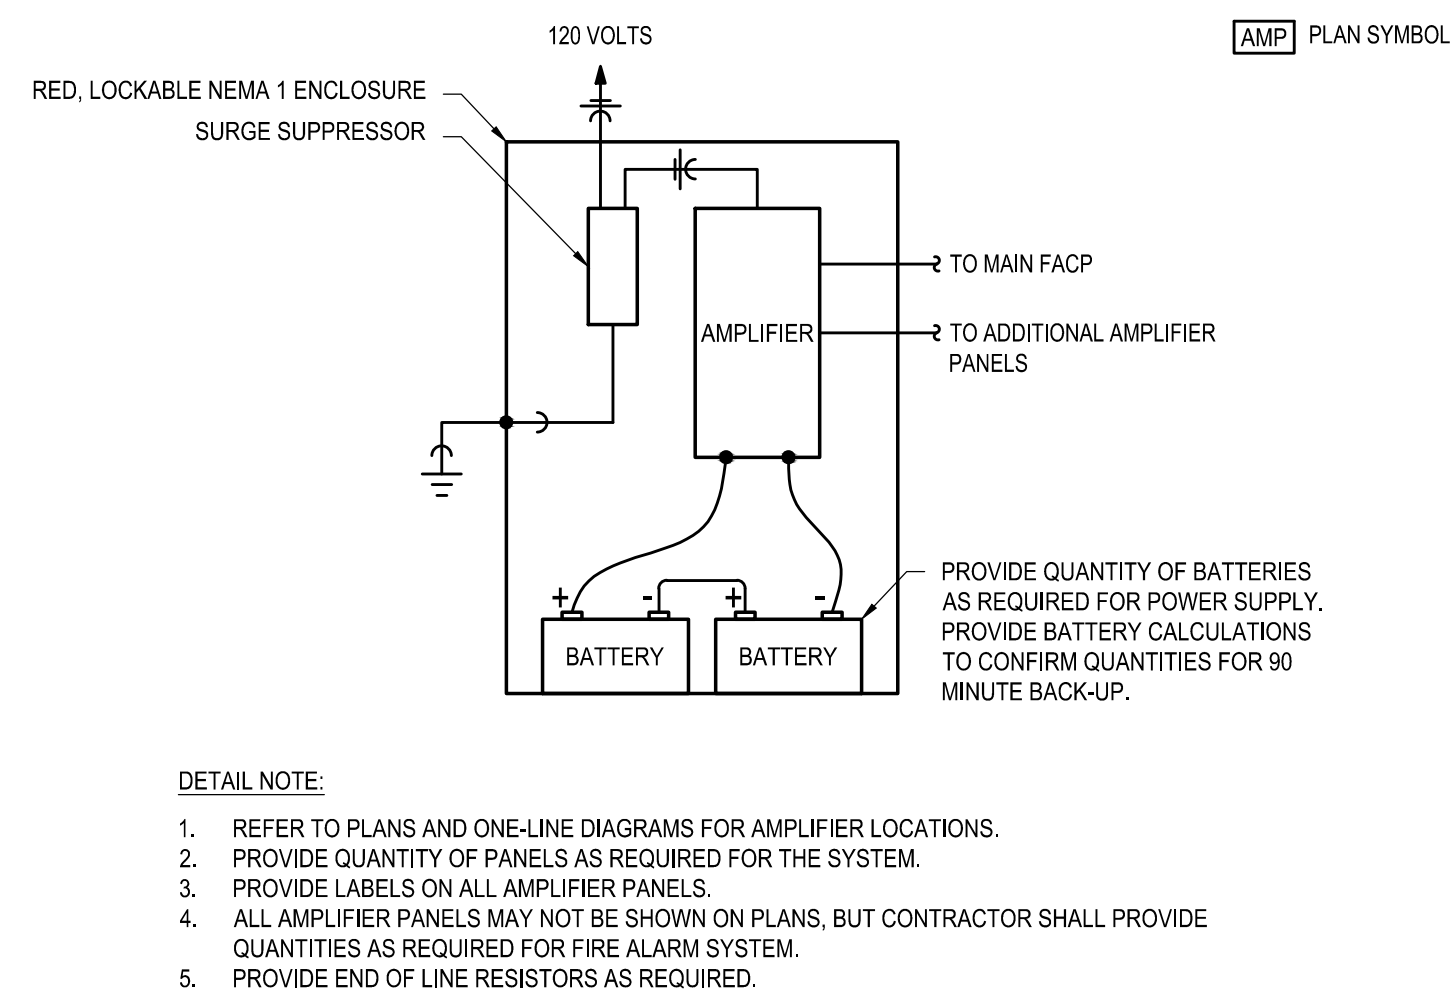 120 VOLTS
AMP PLAN SYMBOL
RED, LOCKABLE NEMA 1 ENCLOSURE
SURGE SUPPRESSOR
TO MAIN FACP
AMPLIFIER
TO ADDITIONAL AMPLIFIER
PANELS
+ - + -
BATTERY BATTERY
PROVIDE QUANTITY OF BATTERIES
AS REQUIRED FOR POWER SUPPLY.
PROVIDE BATTERY CALCULATIONS
TO CONFIRM QUANTITIES FOR 90
MINUTE BACK-UP.
DETAIL NOTE:
1. REFER TO PLANS AND ONE-LINE DIAGRAMS FOR AMPLIFIER LOCATIONS.
2. PROVIDE QUANTITY OF PANELS AS REQUIRED FOR THE SYSTEM.
3. PROVIDE LABELS ON ALL AMPLIFIER PANELS.
4. ALL AMPLIFIER PANELS MAY NOT BE SHOWN ON PLANS, BUT CONTRACTOR SHALL PROVIDE
QUANTITIES AS REQUIRED FOR FIRE ALARM SYSTEM.
5. PROVIDE END OF LINE RESISTORS AS REQUIRED.